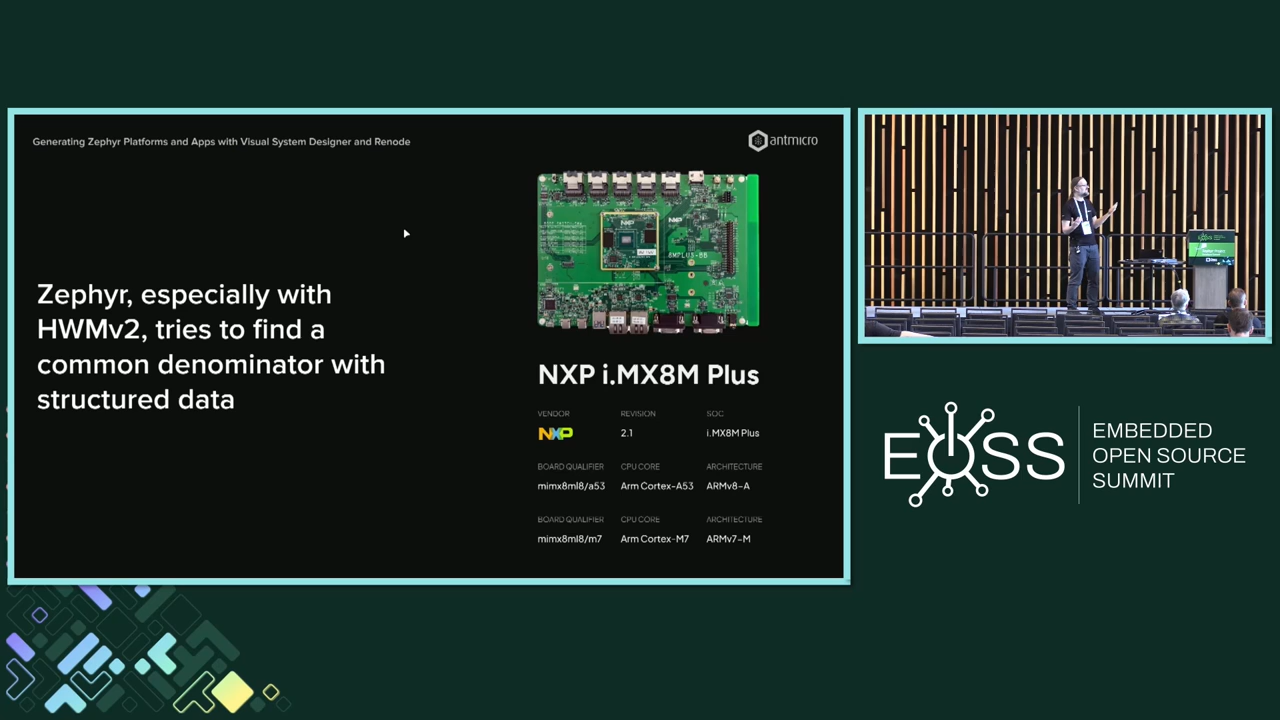 Generating Zephyr Platforms and Apps with Visual System Designer and Renode
antmicro
Zephyr, especially with
HWMv2, tries to find a
common denominator with
structured data
NXP i.MX8M Plus
VENDOR REVISION SOC
NXP 2.1 i.MX8M Plus
BOARD QUALIFIER CPU CORE ARCHITECTURE
mimx8ml8/a53 Arm Cortex-A53 ARMv8-A
BOARD QUALIFIER CPU CORE ARCHITECTURE
mimx8ml8/m7 Arm Cortex-M7 ARMv7-M
EOSS
EMBEDDED
OPEN SOURCE
SUMMIT